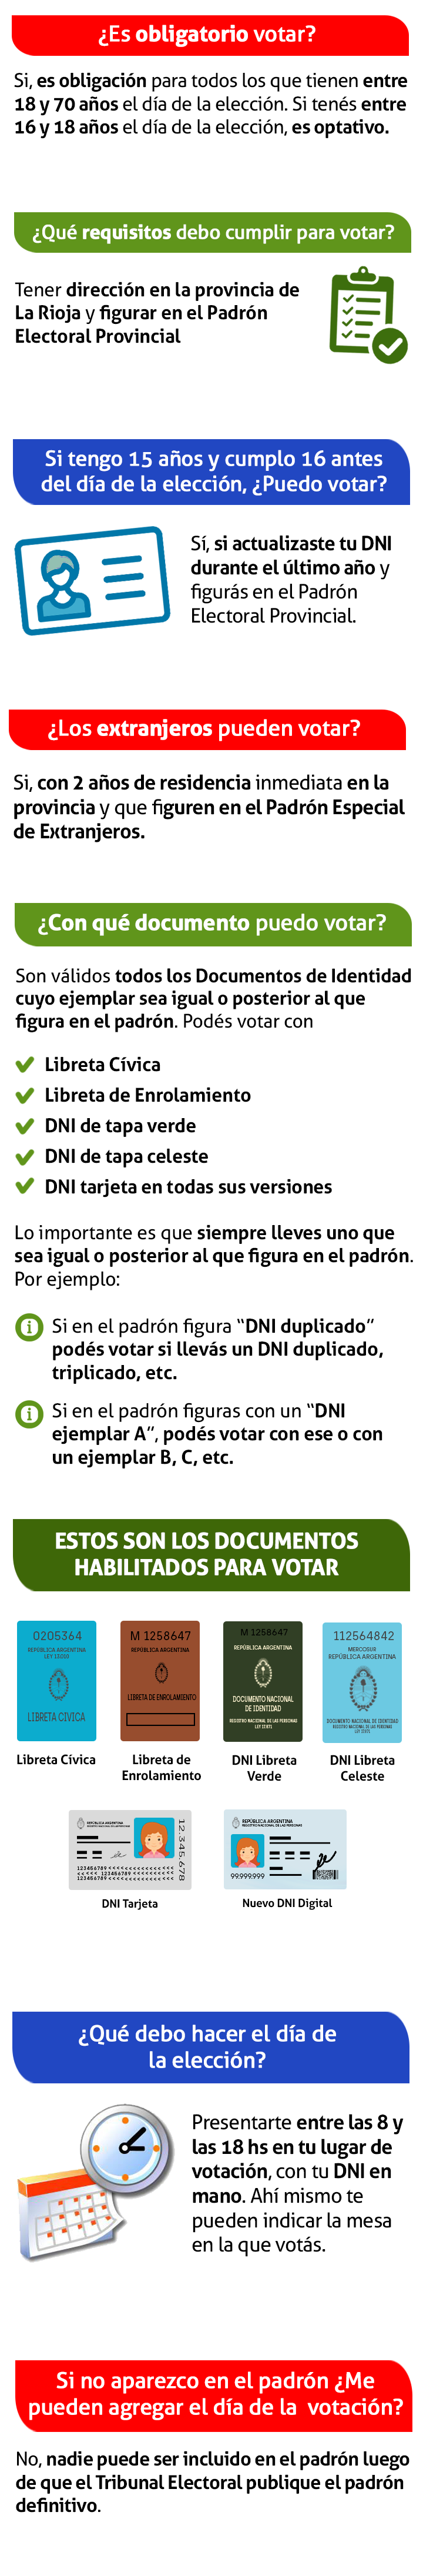 ¿Es obligatorio votar?
Si, es obligación para todos los que tienen entre
18 y 70 años el día de la elección. Si tenés entre
16 y 18 años el día de la elección, es optativo.
¿Qué requisitos debo cumplir para votar?
Tener dirección en la provincia de
La Rioja y figurar en el Padrón
Electoral Provincial
Si tengo 15 años y cumplo 16 antes
del día de la elección, ¿Puedo votar?
Sí, si actualizaste tu DNI
durante el último año y
figurás en el Padrón
Electoral Provincial.
¿Los extranjeros pueden votar?
Si, con 2 años de residencia inmediata en la
provincia y que figuren en el Padrón Especial
de Extranjeros.
¿Con qué documento puedo votar?
Son válidos todos los Documentos de Identidad
cuyo ejemplar sea igual o posterior al que
figura en el padrón. Podés votar con
Libreta Cívica
Libreta de Enrolamiento
DNI de tapa verde
DNI de tapa celeste
DNI tarjeta en todas sus versiones
Lo importante es que siempre lleves uno que
sea igual o posterior al que figura en el padrón.
Por ejemplo:
Si en el padrón figura "DNI duplicado"
podés votar si llevás un DNI duplicado,
triplicado, etc.
Si en el padrón figuras con un "DNI
ejemplar A", podés votar con ese o con
un ejemplar B, C, etc.
ESTOS SON LOS DOCUMENTOS
HABILITADOS PARA VOTAR
0205364
REPÚBLICA ARGENTINA
LEY 13010
LIBRETA CIVICA
M 1258647
REPÚBLICA ARGENTINA
LIBRETA DE ENROLAMIENTO
M 1258647
REPÚBLICA ARGENTINA
DOCUMENTO NACIONAL
DE IDENTIDAD
REGISTRO NACIONAL DE LAS PERSONAS
112564842
MERCOSUR
REPÚBLICA ARGENTINA
DOCUMENTO NACIONAL DE IDENTIDAD
REGISTRO NACIONAL DE LAS PERSONAS
Libreta Cívica
Libreta de
Enrolamiento
DNI Libreta
Verde
DNI Libreta
Celeste
REPÚBLICA ARGENTINA
12.345.678
REPÚBLICA ARGENTINA
REGISTRO NACIONAL DE LAS PERSONAS
99.999.999
DNI Tarjeta
Nuevo DNI Digital
¿Qué debo hacer el día de
la elección?
Presentarte entre las 8 y
las 18 hs en tu lugar de
votación, con tu DNI en
mano. Ahí mismo te
pueden indicar la mesa
en la que votás.
Si no aparezco en el padrón ¿Me
pueden agregar el día de la votación?
No, nadie puede ser incluido en el padrón luego
de que el Tribunal Electoral publique el padrón
definitivo.